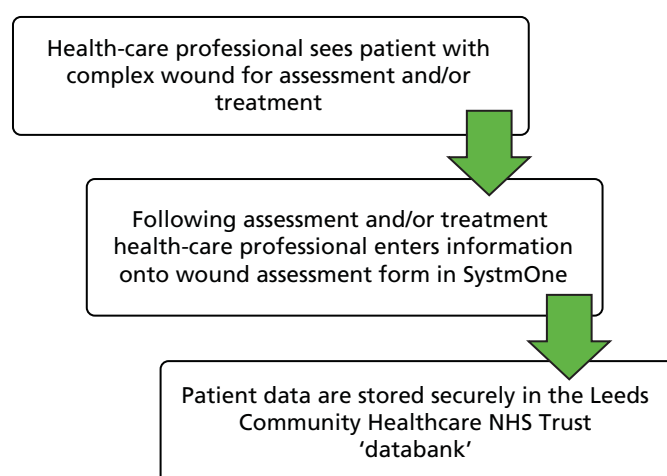 Health-care professional sees patient with
complex wound for assessment and/or
treatment
Following assessment and/or treatment
health-care professional enters information
onto wound assessment form in SystmOne
Patient data are stored securely in the Leeds
Community Healthcare NHS Trust
‘databank’